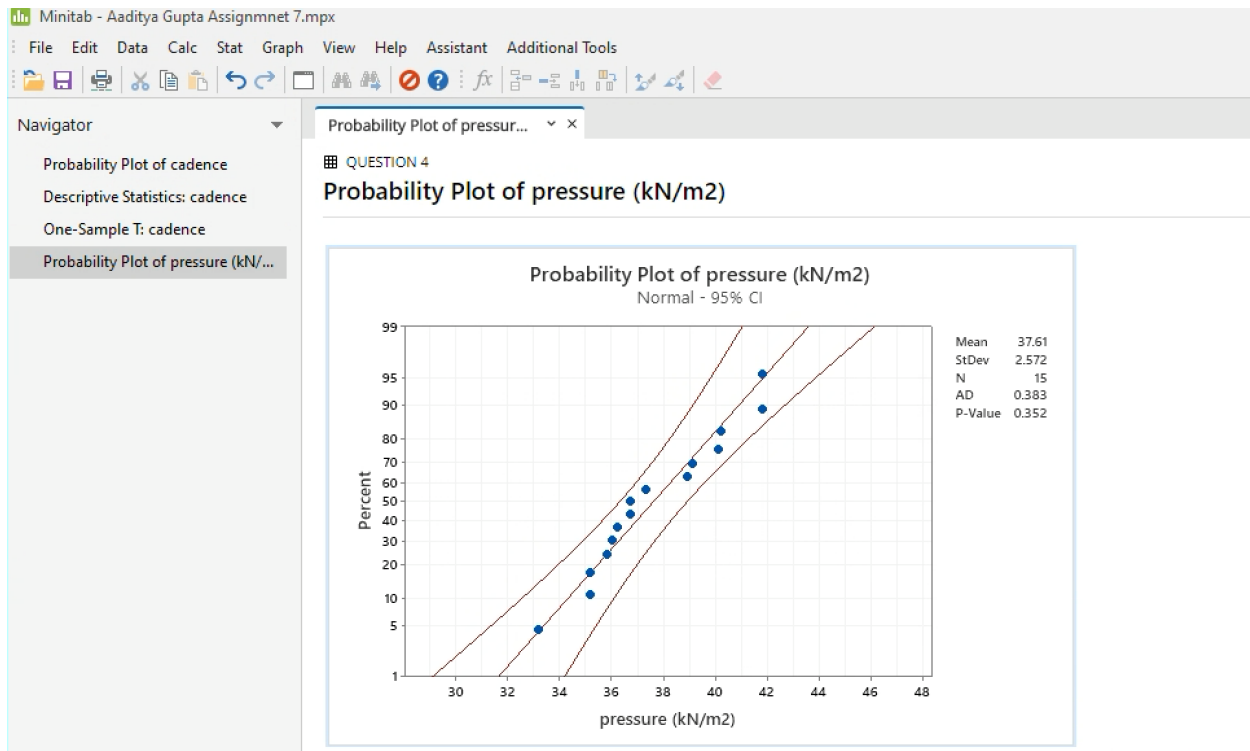 Minitab - Aaditya Gupta Assignmnet 7.mpx
File Edit Data Calc Stat Graph View Help Assistant Additional Tools
fx
Navigator
Probability Plot of cadence
Descriptive Statistics: cadence
One-Sample T: cadence
Probability Plot of pressure (kN/...
Probability Plot of pressur...
QUESTION 4
Probability Plot of pressure (kN/m2)
Probability Plot of pressure (kN/m2)
Normal - 95% CI
99
95
90
80
70
60
50
40
30
20
10
5
1
Percent
30 32 34 36 38 40 42 44 46 48
pressure (kN/m2)
Mean 37.61
StDev 2.572
N 15
AD 0.383
P-Value 0.352